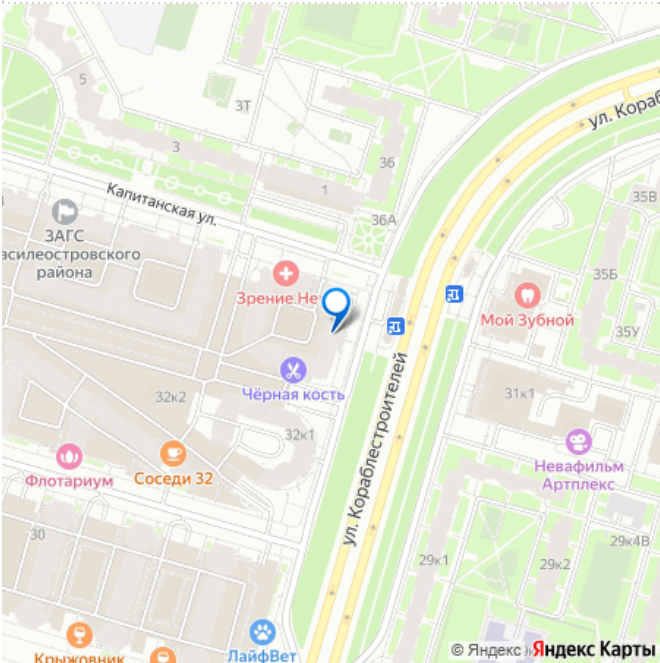 5
3Т
3
1
36
36А
ул. Кораб
35В
35Б
35У
Капитанская ул.
ЗАГС
асилеостровского
района
Зрение Не
Мой Зубной
Чёрная кость
32к2
32к1
31к1
ул. Кораблестроителей
Флотариум
Соседи 32
Невафильм
Артплекс
30
29к1
29к2
29к4В
Крыжовник
ЛайфВет
© Яндекс
Яндекс Карты